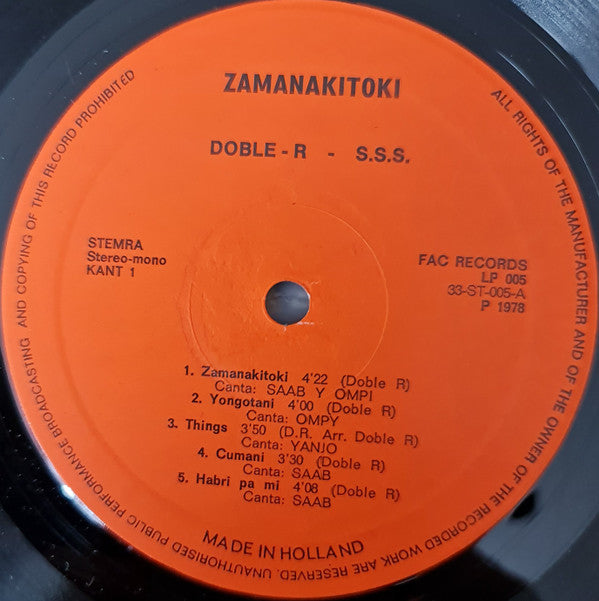 ZAMANAKITOKI
DOBLE-R - S.S.S.
STEMRA
Stereo-mono
KANT 1
FAC RECORDS
LP 005
33-ST-005-A
P 1978
1. Zamanakitoki 4'22 (Doble R)
Canta: SAAB Y OMPI
2. Yongotani 4'00 (Doble R)
Canta: OMPY
3. Things 3'50 (D.R. Arr. Doble R)
Canta: YANJO
4. Cumani 3'30 (Doble R)
Canta: SAAB
5. Habri pa mi 4'08 (Doble R)
Canta: SAAB
MADE IN HOLLAND
ALL RIGHTS OF THE MANUFACTURER AND OF THE OWNER OF THE RECORDED WORK ARE RESERVED. UNAUTHORISED PUBLIC PERFORMANCE BROADCASTING AND COPYING OF THIS RECORD PROHIBITED